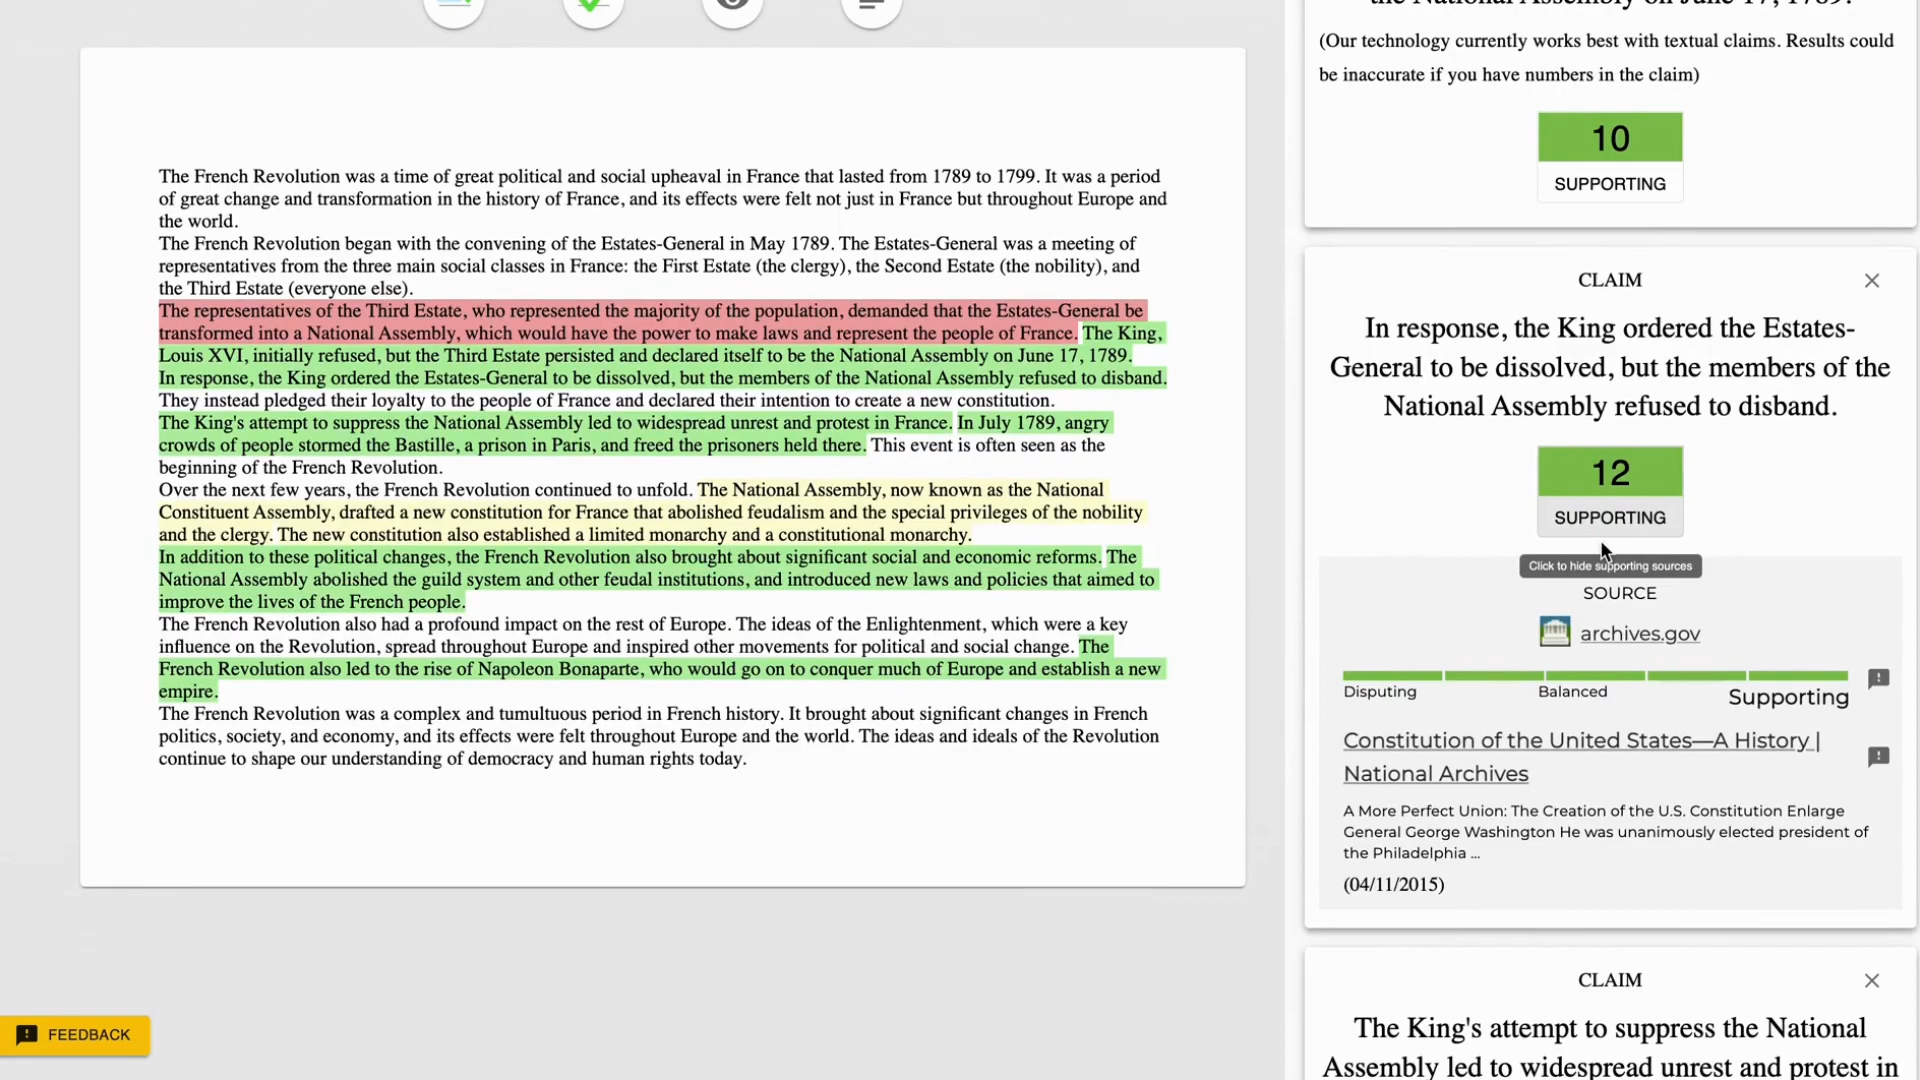 The French Revolution was a time of great political and social upheaval in France that lasted from 1789 to 1799. It was a period
of great change and transformation in the history of France, and its effects were felt not just in France but throughout Europe and
the world.
The French Revolution began with the convening of the Estates-General in May 1789. The Estates-General was a meeting of
representatives from the three main social classes in France: the First Estate (the clergy), the Second Estate (the nobility), and
the Third Estate (everyone else).
The representatives of the Third Estate, who represented the majority of the population, demanded that the Estates-General be
transformed into a National Assembly, which would have the power to make laws and represent the people of France. The King,
Louis XVI, initially refused, but the Third Estate persisted and declared itself to be the National Assembly on June 17, 1789.
In response, the King ordered the Estates-General to be dissolved, but the members of the National Assembly refused to disband.
They instead pledged their loyalty to the people of France and declared their intention to create a new constitution.
The King's attempt to suppress the National Assembly led to widespread unrest and protest in France. In July 1789, angry
crowds of people stormed the Bastille, a prison in Paris, and freed the prisoners held there. This event is often seen as the
beginning of the French Revolution.
Over the next few years, the French Revolution continued to unfold. The National Assembly, now known as the National
Constituent Assembly, drafted a new constitution for France that abolished feudalism and the special privileges of the nobility
and the clergy. The new constitution also established a limited monarchy and a constitutional monarchy.
In addition to these political changes, the French Revolution also brought about significant social and economic reforms. The
National Assembly abolished the guild system and other feudal institutions, and introduced new laws and policies that aimed to
improve the lives of the French people.
The French Revolution also had a profound impact on the rest of Europe. The ideas of the Enlightenment, which were a key
influence on the Revolution, spread throughout Europe and inspired other movements for political and social change. The
French Revolution also led to the rise of Napoleon Bonaparte, who would go on to conquer much of Europe and establish a new
empire.
The French Revolution was a complex and tumultuous period in French history. It brought about significant changes in French
politics, society, and economy, and its effects were felt throughout Europe and the world. The ideas and ideals of the Revolution
continue to shape our understanding of democracy and human rights today.
FEEDBACK
the National Assembly on June 17, 1789.
(Our technology currently works best with textual claims. Results could
be inaccurate if you have numbers in the claim)
10
SUPPORTING
CLAIM
In response, the King ordered the Estates-
General to be dissolved, but the members of the
National Assembly refused to disband.
12
SUPPORTING
Click to hide supporting sources
SOURCE
archives.gov
Disputing Balanced Supporting
Constitution of the United States—A History |
National Archives
A More Perfect Union: The Creation of the U.S. Constitution Enlarge
General George Washington He was unanimously elected president of
the Philadelphia ...
(04/11/2015)
CLAIM
The King's attempt to suppress the National
Assembly led to widespread unrest and protest in